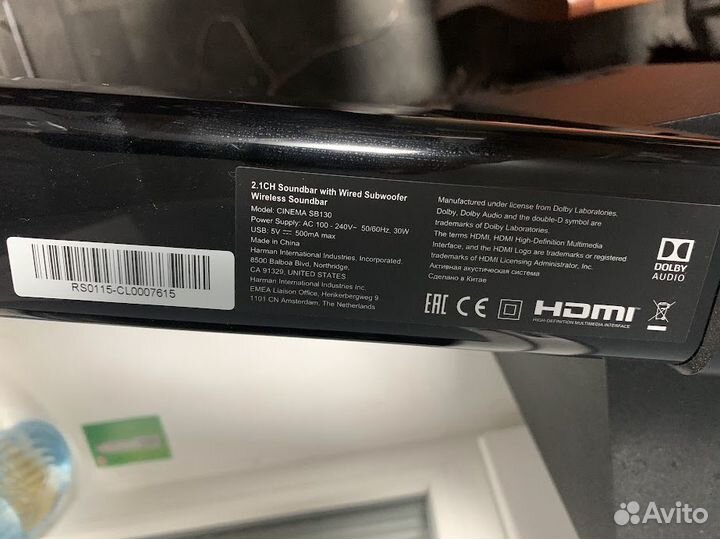 2.1CH Soundbar with Wired Subwoofer
Wireless Soundbar
Model: CINEMA SB130
Power Supply: AC 100 - 240V~ 50/60Hz, 30W
USB: 5V ⎓ 500mA max
Made in China
Harman International Industries, Incorporated.
8500 Balboa Blvd, Northridge,
CA 91329, UNITED STATES
Harman International Industries, Inc.
EMEA Liaison Office, Herikerbergweg 9
1101 CN Amsterdam, The Netherlands
Manufactured under license from Dolby Laboratories.
Dolby, Dolby Audio and the double-D symbol are
trademarks of Dolby Laboratories.
The terms HDMI, HDMI High-Definition Multimedia
Interface, and the HDMI Logo are trademarks or registered
trademarks of HDMI Licensing Administrator, Inc.
Активная акустическая система
Сделано в Китае
EAC CE HDMI
HIGH-DEFINITION MULTIMEDIA INTERFACE
DOLBY
AUDIO
RS0115-CL0007615
Avito